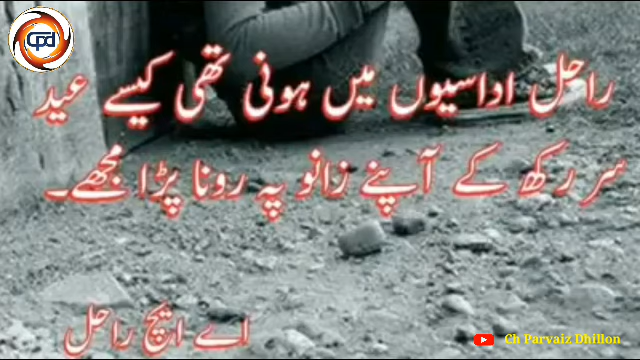 cpd
راحل اداسیوں میں ہونی تھی کیسے عید
سر رکھ کے آپنے زانو پہ رونا پڑا مجھے۔
اے ایچ راحل
Ch Parvaiz Dhillon